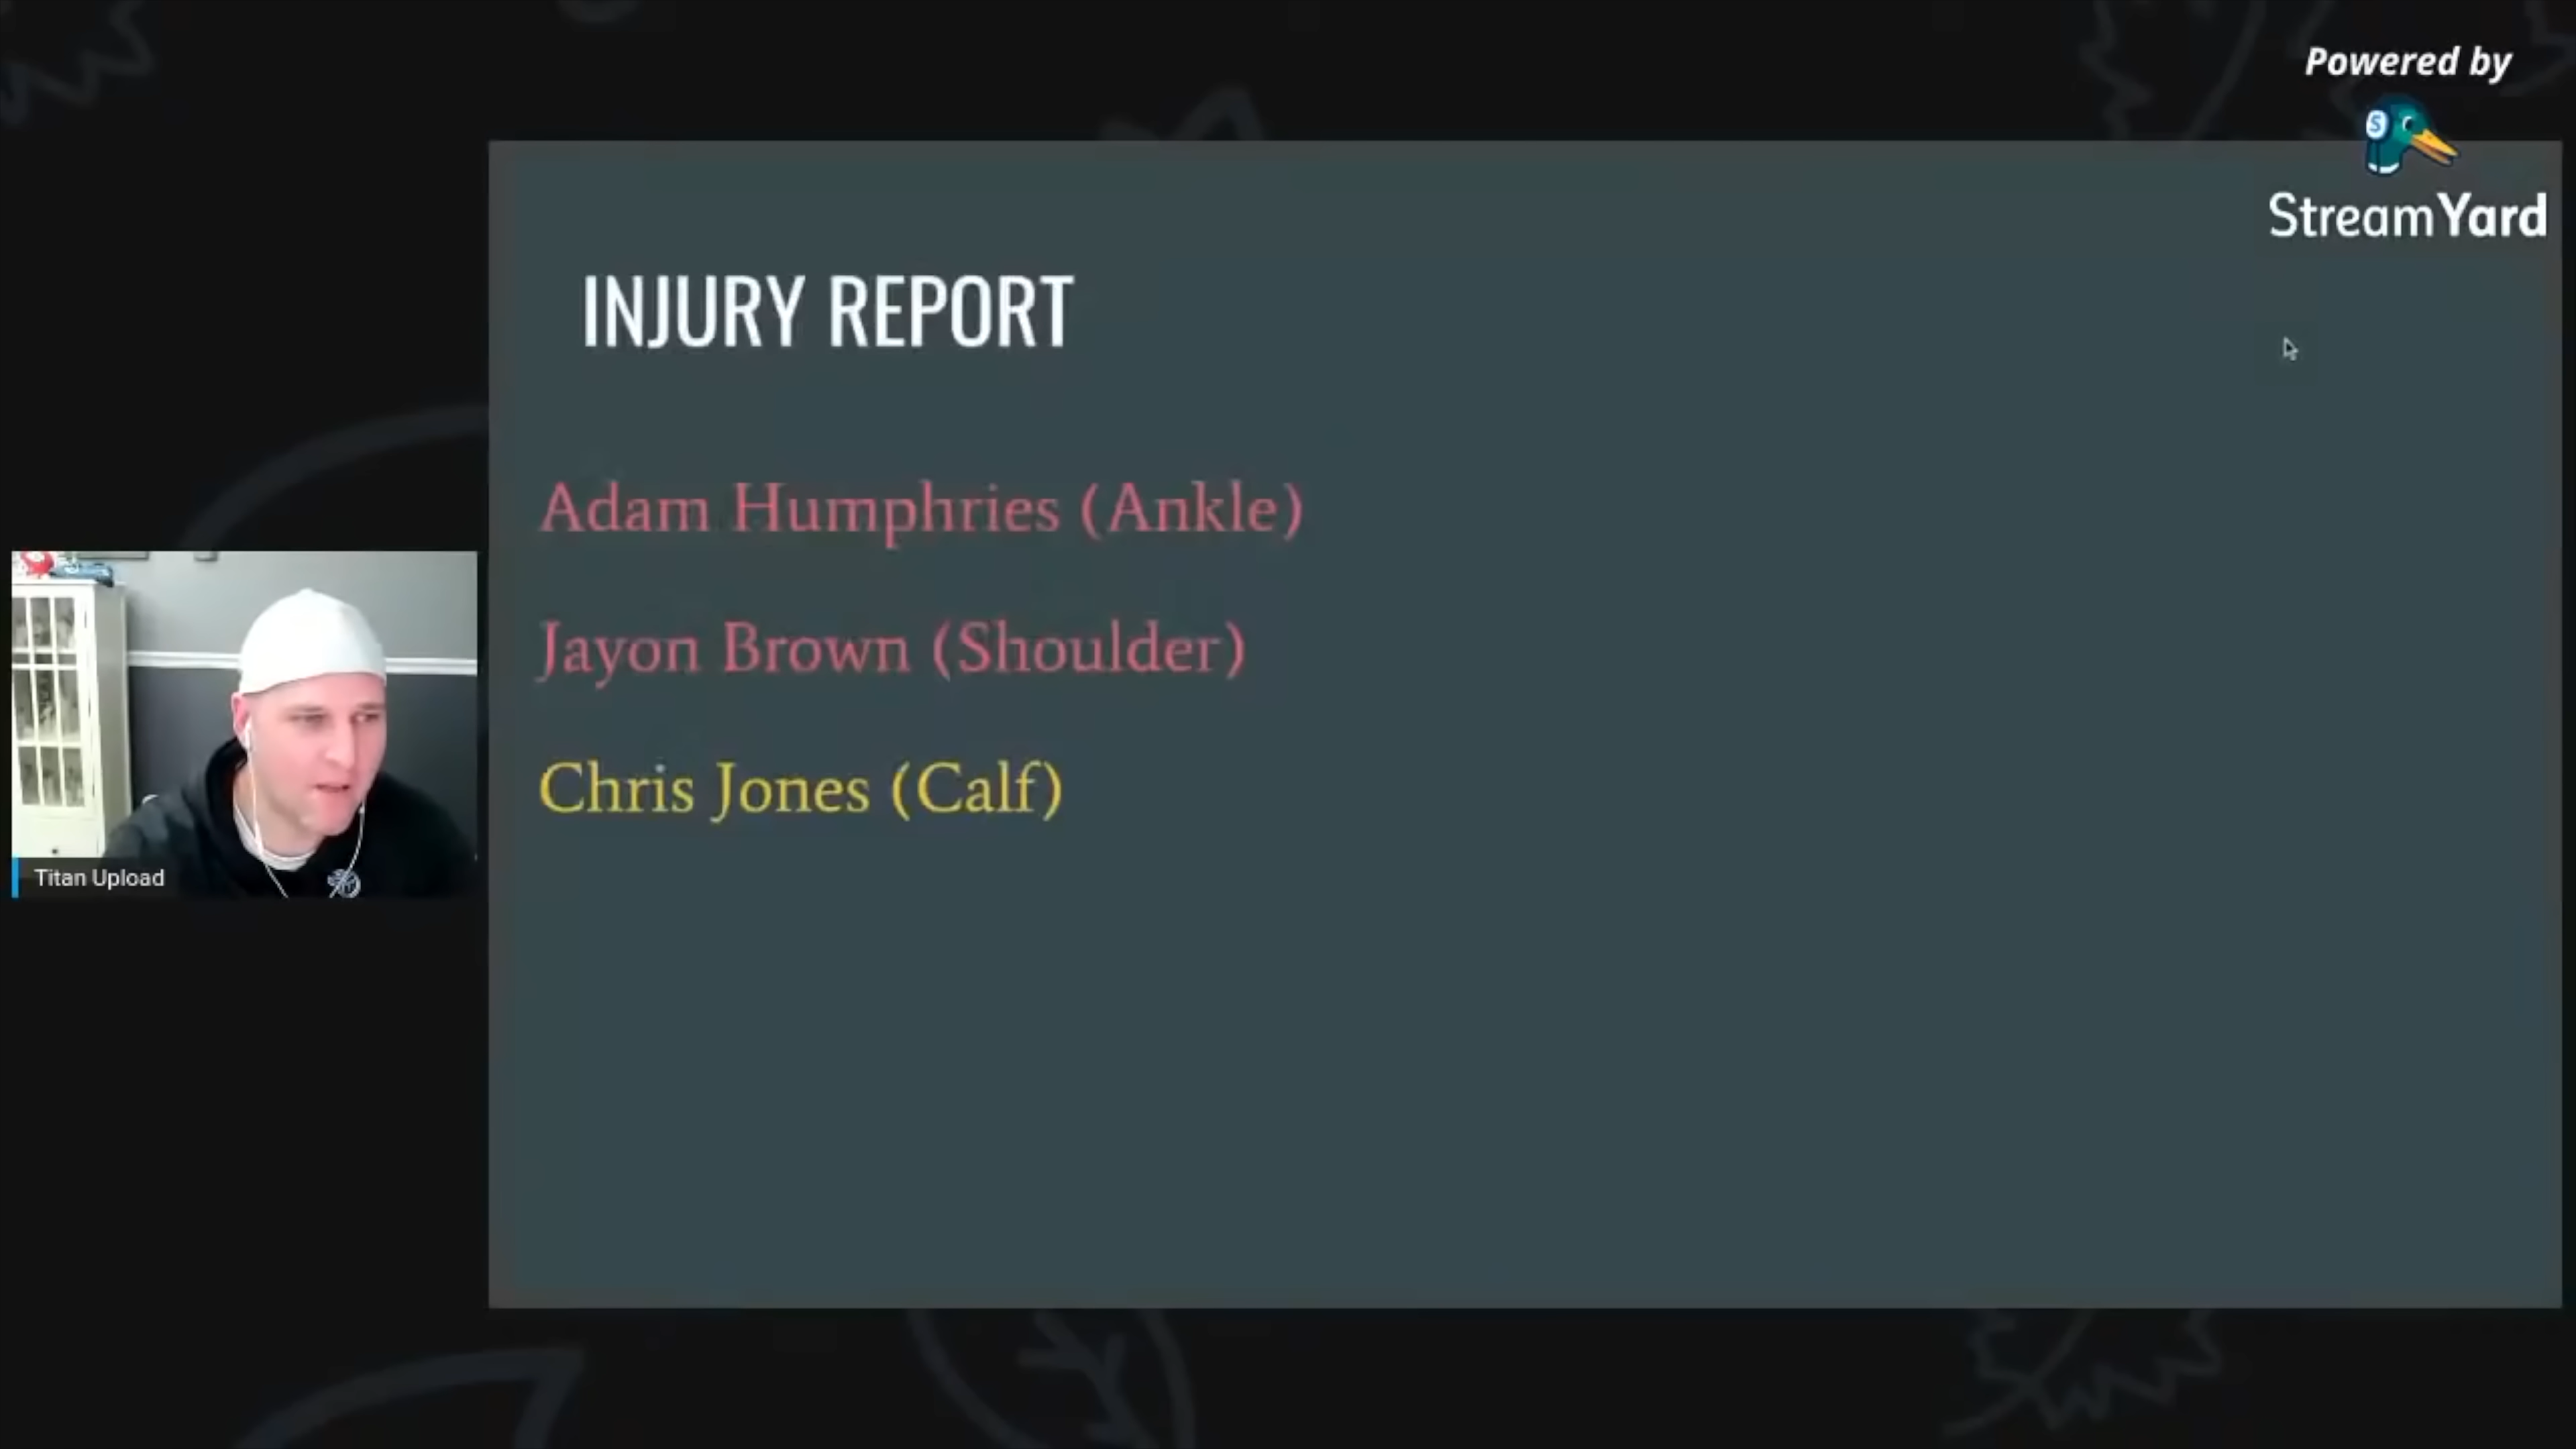 Powered by
StreamYard
INJURY REPORT
Adam Humphries (Ankle)
Jayon Brown (Shoulder)
Chris Jones (Calf)
Titan Upload